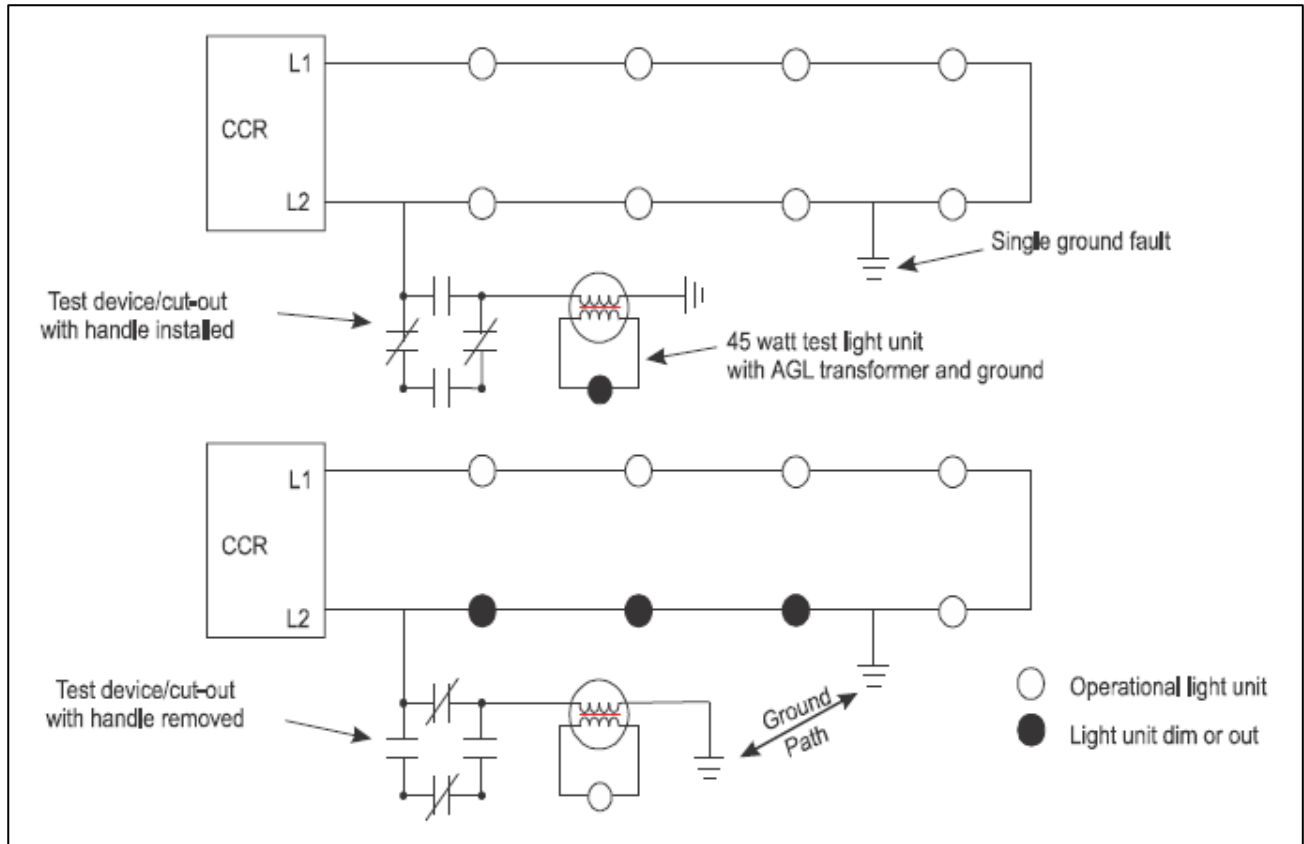 L1
CCR
L2
Single ground fault
Test device/cut-out
with handle installed
45 watt test light unit
with AGL transformer and ground
L1
CCR
L2
Test device/cut-out
with handle removed
Ground
Path
Operational light unit
Light unit dim or out